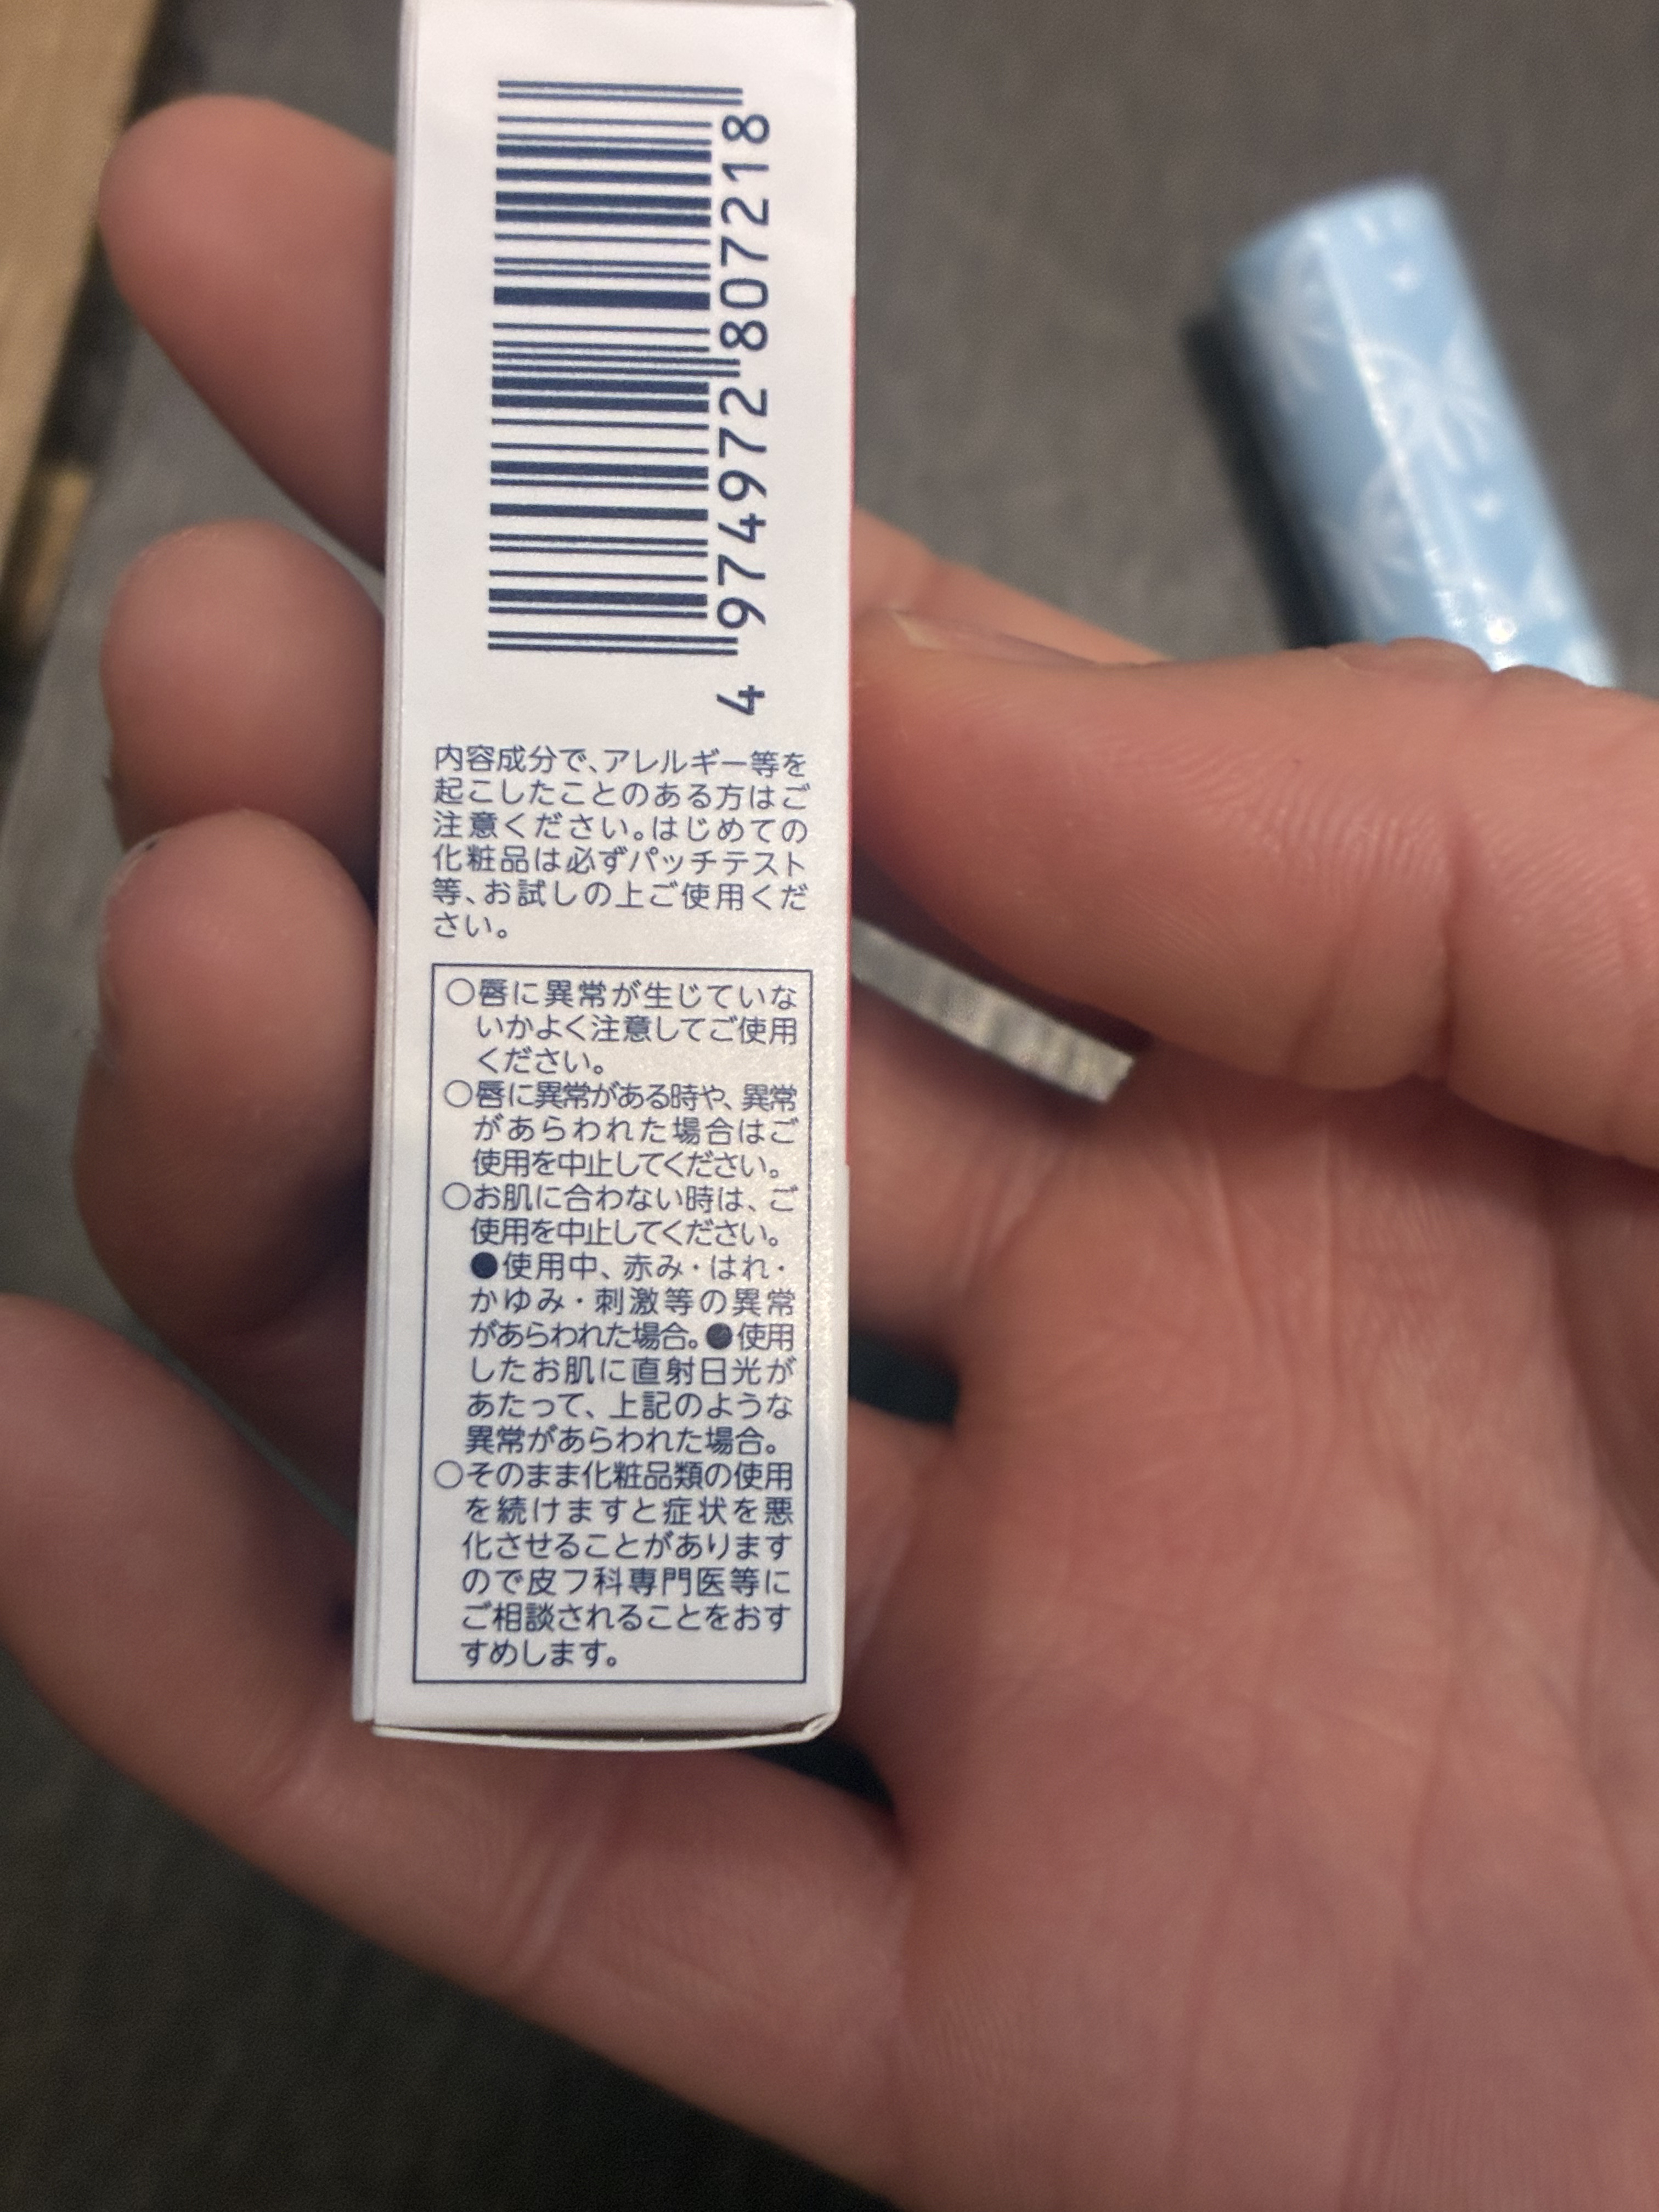 4 974972 807218
内容成分で、アレルギー等を
起こしたことのある方はご
注意ください。はじめての
化粧品は必ずパッチテスト
等、お試しの上ご使用くだ
さい。
○唇に異常が生じていな
いかよく注意してご使用
ください。
○唇に異常がある時や、異常
があらわれた場合はご
使用を中止してください。
○お肌に合わない時は、ご
使用を中止してください。
●使用中、赤み・はれ・
かゆみ・刺激等の異常
があらわれた場合。●使用
したお肌に直射日光が
あたって、上記のような
異常があらわれた場合。
○そのまま化粧品類の使用
を続けますと症状を悪
化させることがあります
ので皮フ科専門医等に
ご相談されることをおす
すめします。